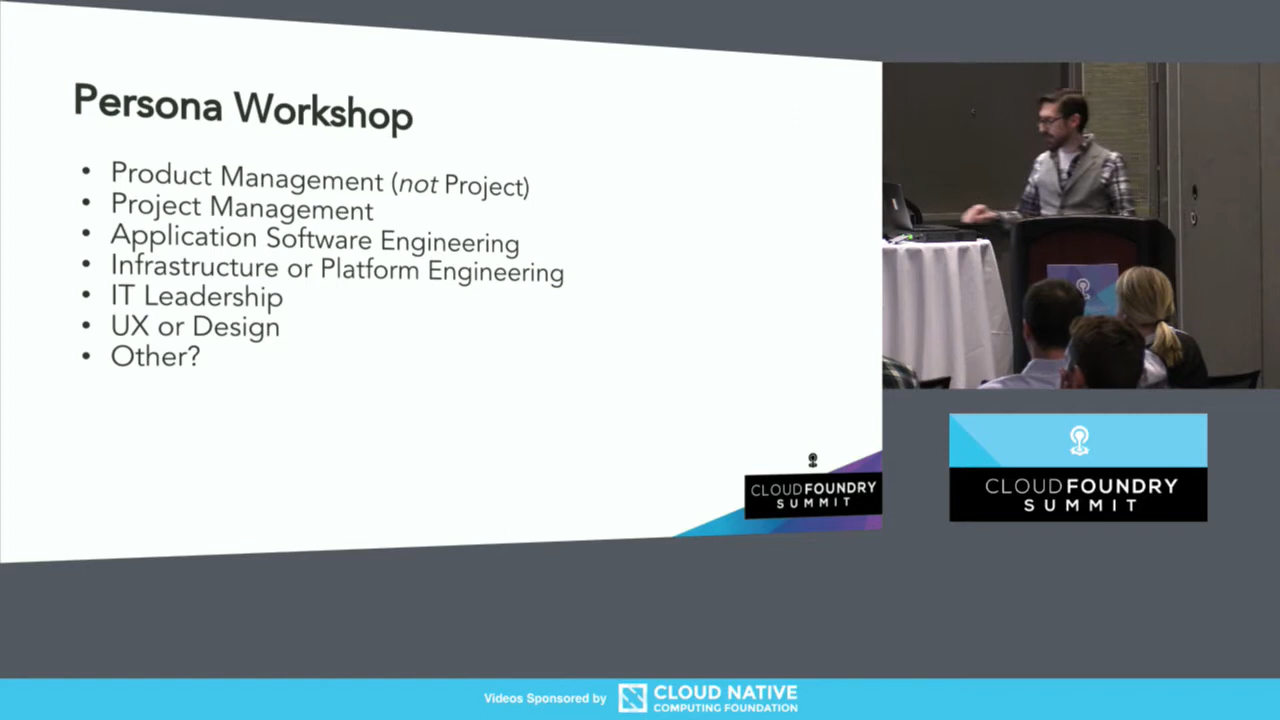 Persona Workshop
• Product Management (not Project)
• Project Management
• Application Software Engineering
• Infrastructure or Platform Engineering
• IT Leadership
• UX or Design
• Other?
CLOUDFOUNDRY
SUMMIT
CLOUDFOUNDRY
SUMMIT
Videos Sponsored by
CLOUD NATIVE
COMPUTING FOUNDATION